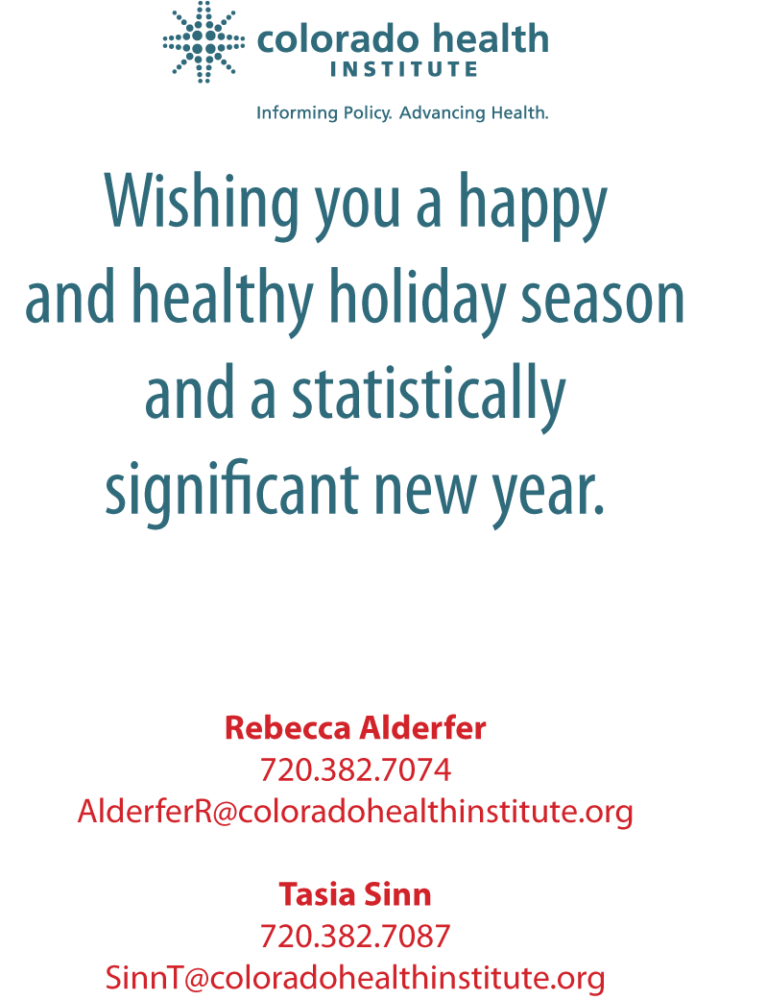 colorado health
INSTITUTE
Informing Policy. Advancing Health.
Wishing you a happy
and healthy holiday season
and a statistically
significant new year.
Rebecca Alderfer
720.382.7074
AlderferR@coloradohealthinstitute.org
Tasia Sinn
720.382.7087
SinnT@coloradohealthinstitute.org